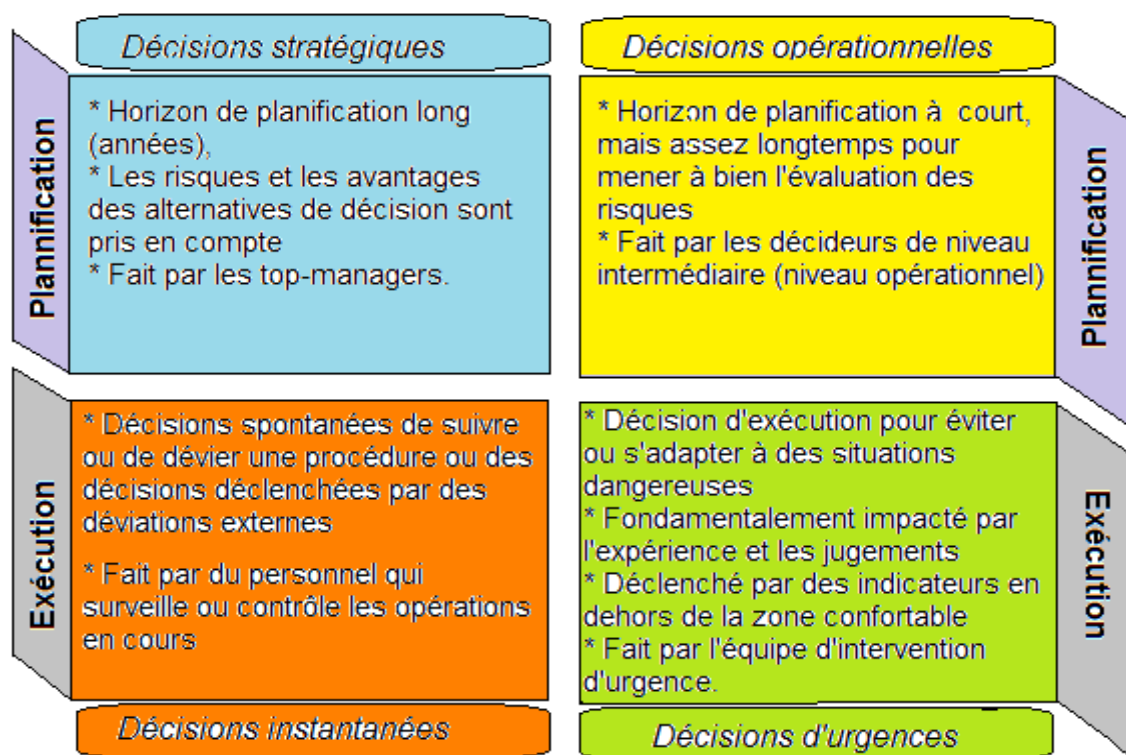 Décisions stratégiques
Plannification
* Horizon de planification long
(années),
* Les risques et les avantages
des alternatives de décision sont
pris en compte
* Fait par les top-managers.
Décisions opérationnelles
* Horizon de planification à court,
mais assez longtemps pour
mener à bien l'évaluation des
risques
* Fait par les décideurs de niveau
intermédiaire (niveau opérationnel)
Plannification
Exécution
* Décisions spontanées de suivre
ou de dévier une procédure ou des
décisions déclenchées par des
déviations externes
* Fait par du personnel qui
surveille ou contrôle les opérations
en cours
Décisions instantanées
* Décision d'exécution pour éviter
ou s'adapter à des situations
dangereuses
* Fondamentalement impacté par
l'expérience et les jugements
* Déclenché par des indicateurs en
dehors de la zone confortable
* Fait par l'équipe d'intervention
d'urgence.
Exécution
Décisions d'urgences